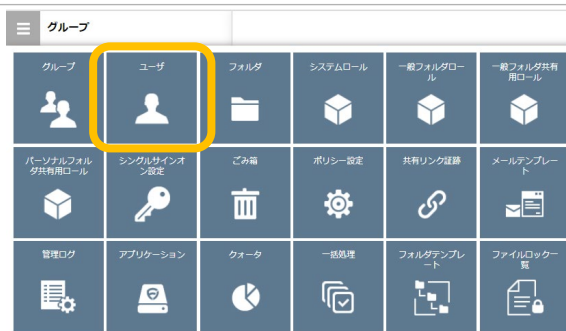 グループ
グループ
ユーザ
フォルダ
システムロール
一般フォルダロー
ル
一般フォルダ共有
用ロール
パーソナルフォル
ダ共有用ロール
シングルサインオ
ン設定
ごみ箱
ポリシー設定
共有リンク証跡
メールテンプレー
ト
管理ログ
アプリケーション
クォータ
一括処理
フォルダテンプレ
ート
ファイルロック一
覧